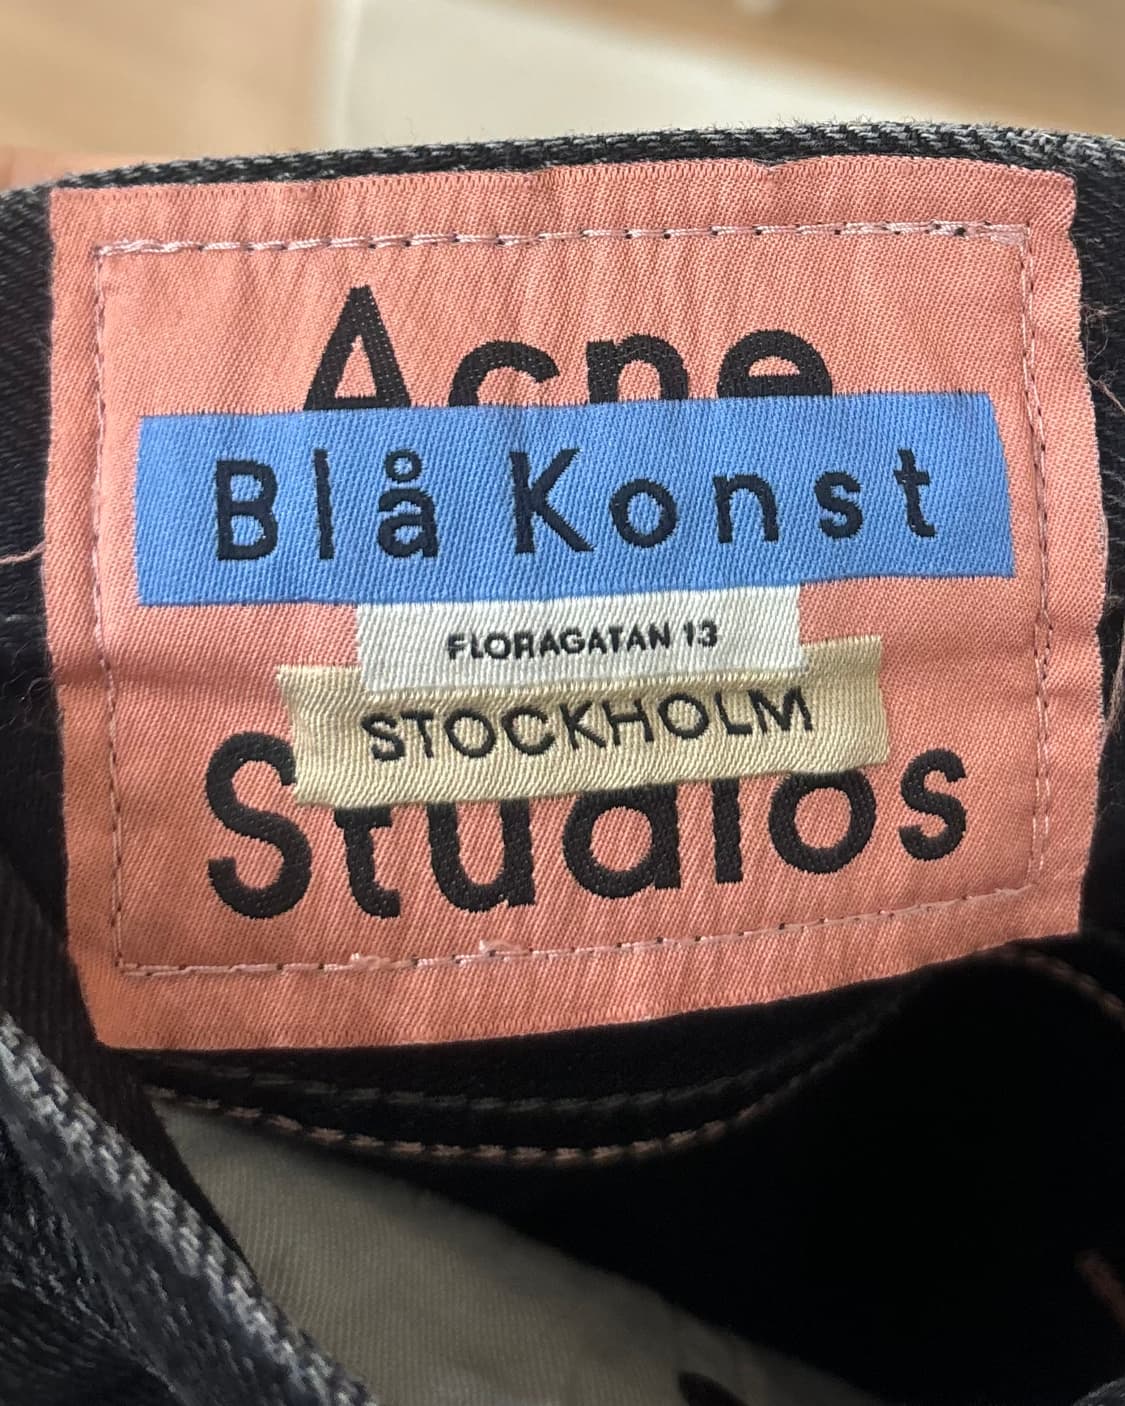 Acne
Blå Konst
FLORAGATAN 13
STOCKHOLM
Studios